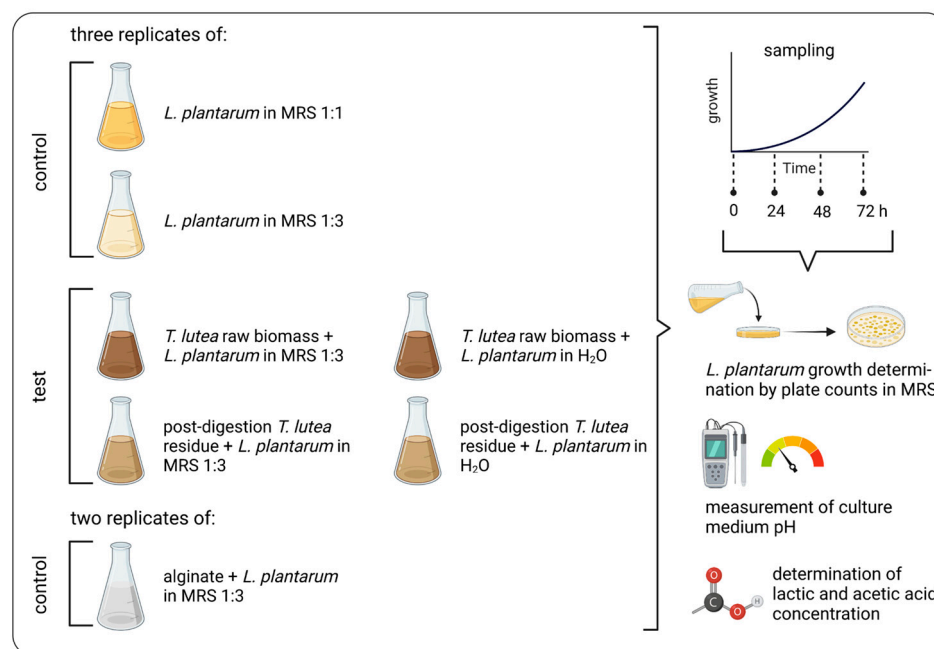 three replicates of:
control
L. plantarum in MRS 1:1
L. plantarum in MRS 1:3
test
T. lutea raw biomass +
L. plantarum in MRS 1:3
T. lutea raw biomass +
L. plantarum in H₂O
post-digestion T. lutea
residue + L. plantarum in
MRS 1:3
post-digestion T. lutea
residue + L. plantarum in
H₂O
two replicates of:
control
alginate + L. plantarum
in MRS 1:3
sampling
growth
Time
0 24 48 72 h
L. plantarum growth determi-
nation by plate counts in MRS
measurement of culture
medium pH
C O O H
determination of
lactic and acetic acid
concentration